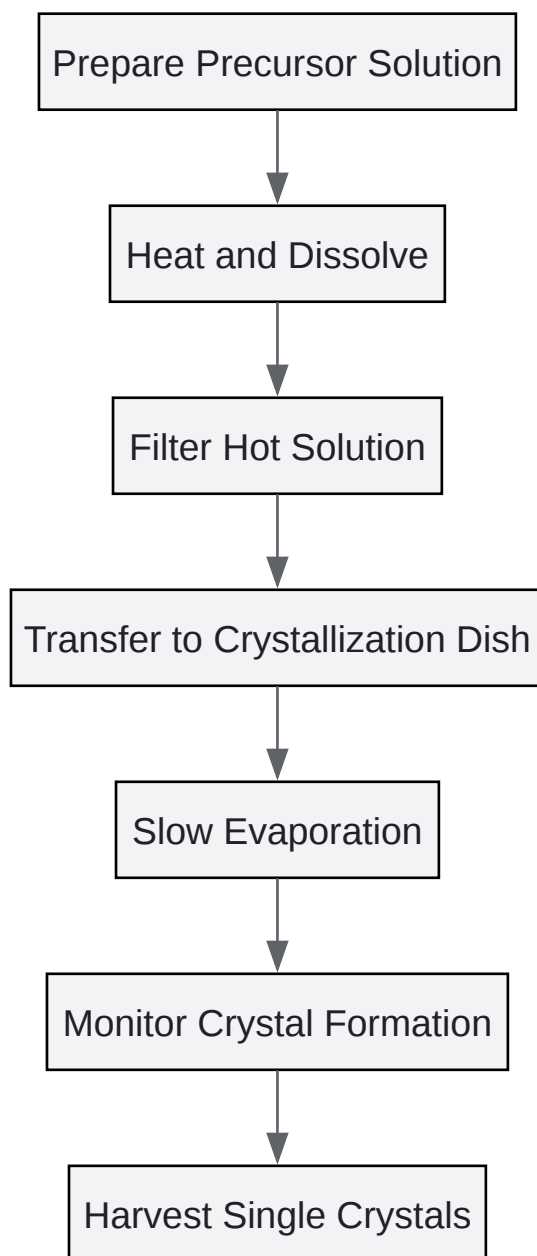 Prepare Precursor Solution
Heat and Dissolve
Filter Hot Solution
Transfer to Crystallization Dish
Slow Evaporation
Monitor Crystal Formation
Harvest Single Crystals